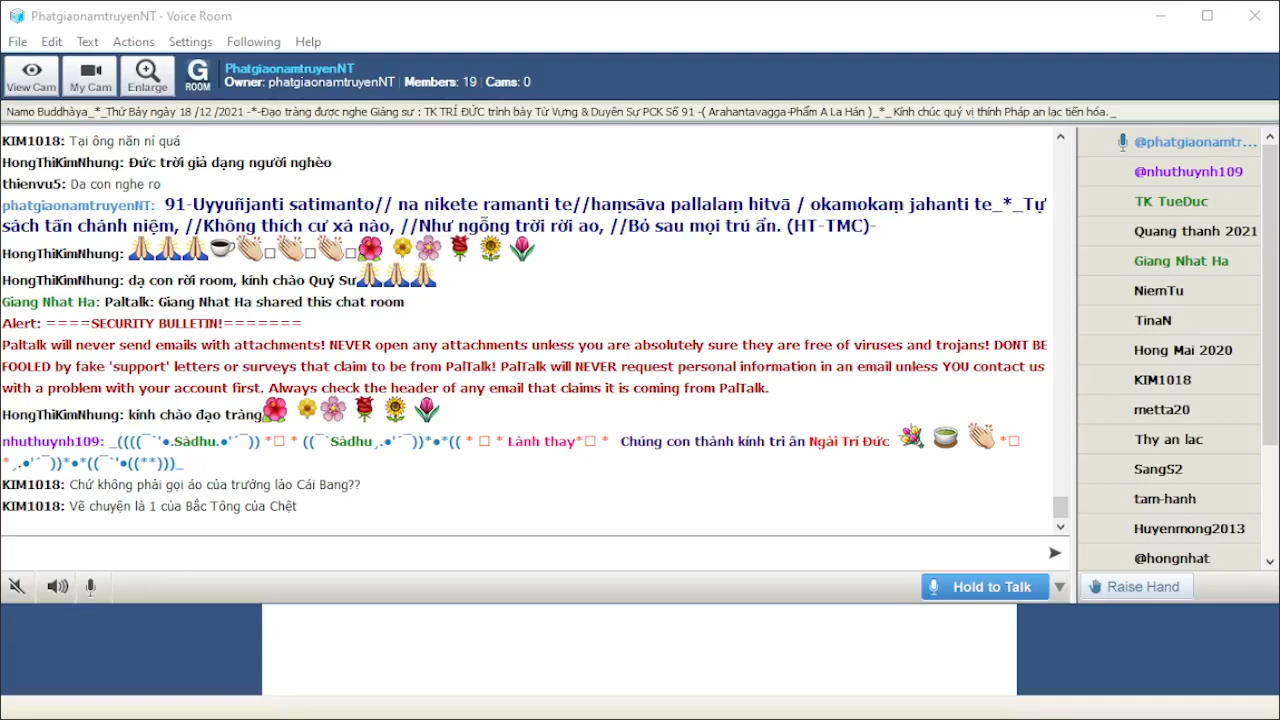 PhatgiaonamtruyenNT - Voice Room
File Edit Text Actions Settings Following Help
View Cam My Cam Enlarge G ROOM
PhatgiaonamtruyenNT
Owner: phatgiaonamtruyenNT | Members: 19 | Cams: 0
Namo Buddhàya_*_Thứ Bảy ngày 18 /12 /2021 -*-Đạo tràng được nghe Giảng sư : TK TRÍ ĐỨC trình bày Từ Vựng & Duyên Sự PCK Số 91 -( Arahantavagga-Phẩm A La Hán )_*_Kính chúc quý vị thính Pháp an lạc tiến hóa._
KIM1018: Tại ông năn nỉ quá
HongThiKimNhung: Đức trời giả dạng người nghèo
thienvu5: Da con nghe ro
phatgiaonamtruyenNT: 91-Uyyuñjanti satimanto// na nikete ramanti te//haṃsāva pallalaṃ hitvā / okamokaṃ jahanti te_*_Tự
sách tấn chánh niệm, //Không thích cư xá nào, //Như ngỗng trời rời ao, //Bỏ sau mọi trú ẩn. (HT-TMC)-
HongThiKimNhung: 🙏🙏🙏☕👏□👏□👏□🌺🌼🌸🌹🌻🌷
HongThiKimNhung: dạ con rời room, kính chào Quý Sư🙏🙏🙏
Giang Nhat Ha: Paltalk: Giang Nhat Ha shared this chat room
Alert: ====SECURITY BULLETIN!=======
Paltalk will never send emails with attachments! NEVER open any attachments unless you are absolutely sure they are free of viruses and trojans! DONT BE
FOOLED by fake 'support' letters or surveys that claim to be from PalTalk! PalTalk will NEVER request personal information in an email unless YOU contact us
with a problem with your account first. Always check the header of any email that claims it is coming from PalTalk.
HongThiKimNhung: kính chào đạo tràng🌺🌼🌸🌹🌻🌷
nhuthuynh109: _((((¯`'●.Sàdhu.●'´¯)) *□ * ((¯`Sàdhu¸.●'´¯))*●*(( * □ * Lành thay*□ * Chúng con thành kính tri ân Ngài Trí Đức 💐🍵👏 *□
*¸.●'´¯))*●*((¯`'●((**)))_
KIM1018: Chứ không phải gọi áo của trưởng lảo Cái Bang??
KIM1018: Vẽ chuyện là 1 của Bắc Tông của Chệt
Hold to Talk
@phatgiaonamtr...
@nhuthuynh109
TK TueDuc
Quang thanh 2021
Giang Nhat Ha
NiemTu
TinaN
Hong Mai 2020
KIM1018
metta20
Thy an lac
SangS2
tam-hanh
Huyenmong2013
@hongnhat
Raise Hand